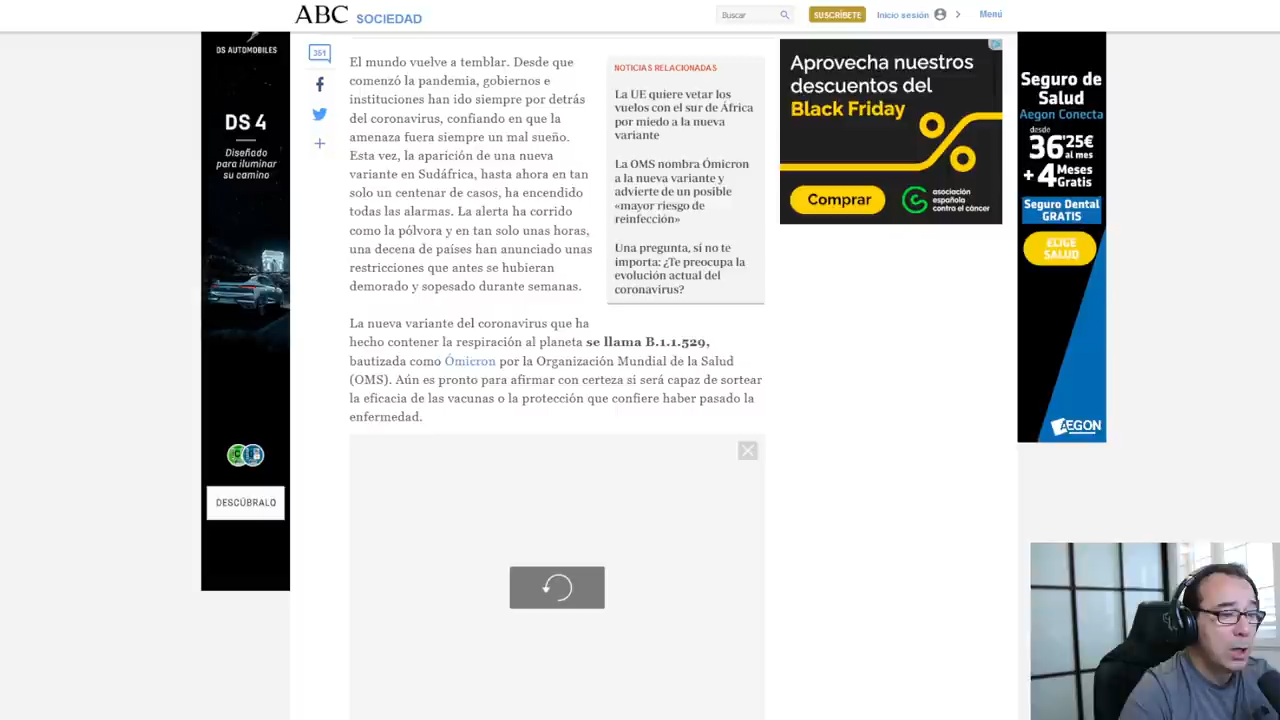 ABC SOCIEDAD
Buscar
SUSCRÍBETE
Inicio sesión
Menú
DS AUTOMOBILES
DS 4
Diseñado
para iluminar
su camino
DESCÚBRALO
351
El mundo vuelve a temblar. Desde que
comenzó la pandemia, gobiernos e
instituciones han ido siempre por detrás
del coronavirus, confiando en que la
amenaza fuera siempre un mal sueño.
Esta vez, la aparición de una nueva
variante en Sudáfrica, hasta ahora en tan
solo un centenar de casos, ha encendido
todas las alarmas. La alerta ha corrido
como la pólvora y en tan solo unas horas,
una decena de países han anunciado unas
restricciones que antes se hubieran
demorado y sopesado durante semanas.
NOTICIAS RELACIONADAS
La UE quiere vetar los
vuelos con el sur de África
por miedo a la nueva
variante
La OMS nombra Ómicron
a la nueva variante y
advierte de un posible
«mayor riesgo de
reinfección»
Una pregunta, si no te
importa: ¿Te preocupa la
evolución actual del
coronavirus?
La nueva variante del coronavirus que ha
hecho contener la respiración al planeta se llama B.1.1.529,
bautizada como Ómicron por la Organización Mundial de la Salud
(OMS). Aún es pronto para afirmar con certeza si será capaz de sortear
la eficacia de las vacunas o la protección que confiere haber pasado la
enfermedad.
Aprovecha nuestros
descuentos del
Black Friday
Comprar
asociación
española
contra el cáncer
Seguro de
Salud
Aegon Conecta
desde
36'25€
al mes
+4 Meses
Gratis
Seguro Dental
GRATIS
ELIGE
SALUD
AEGON